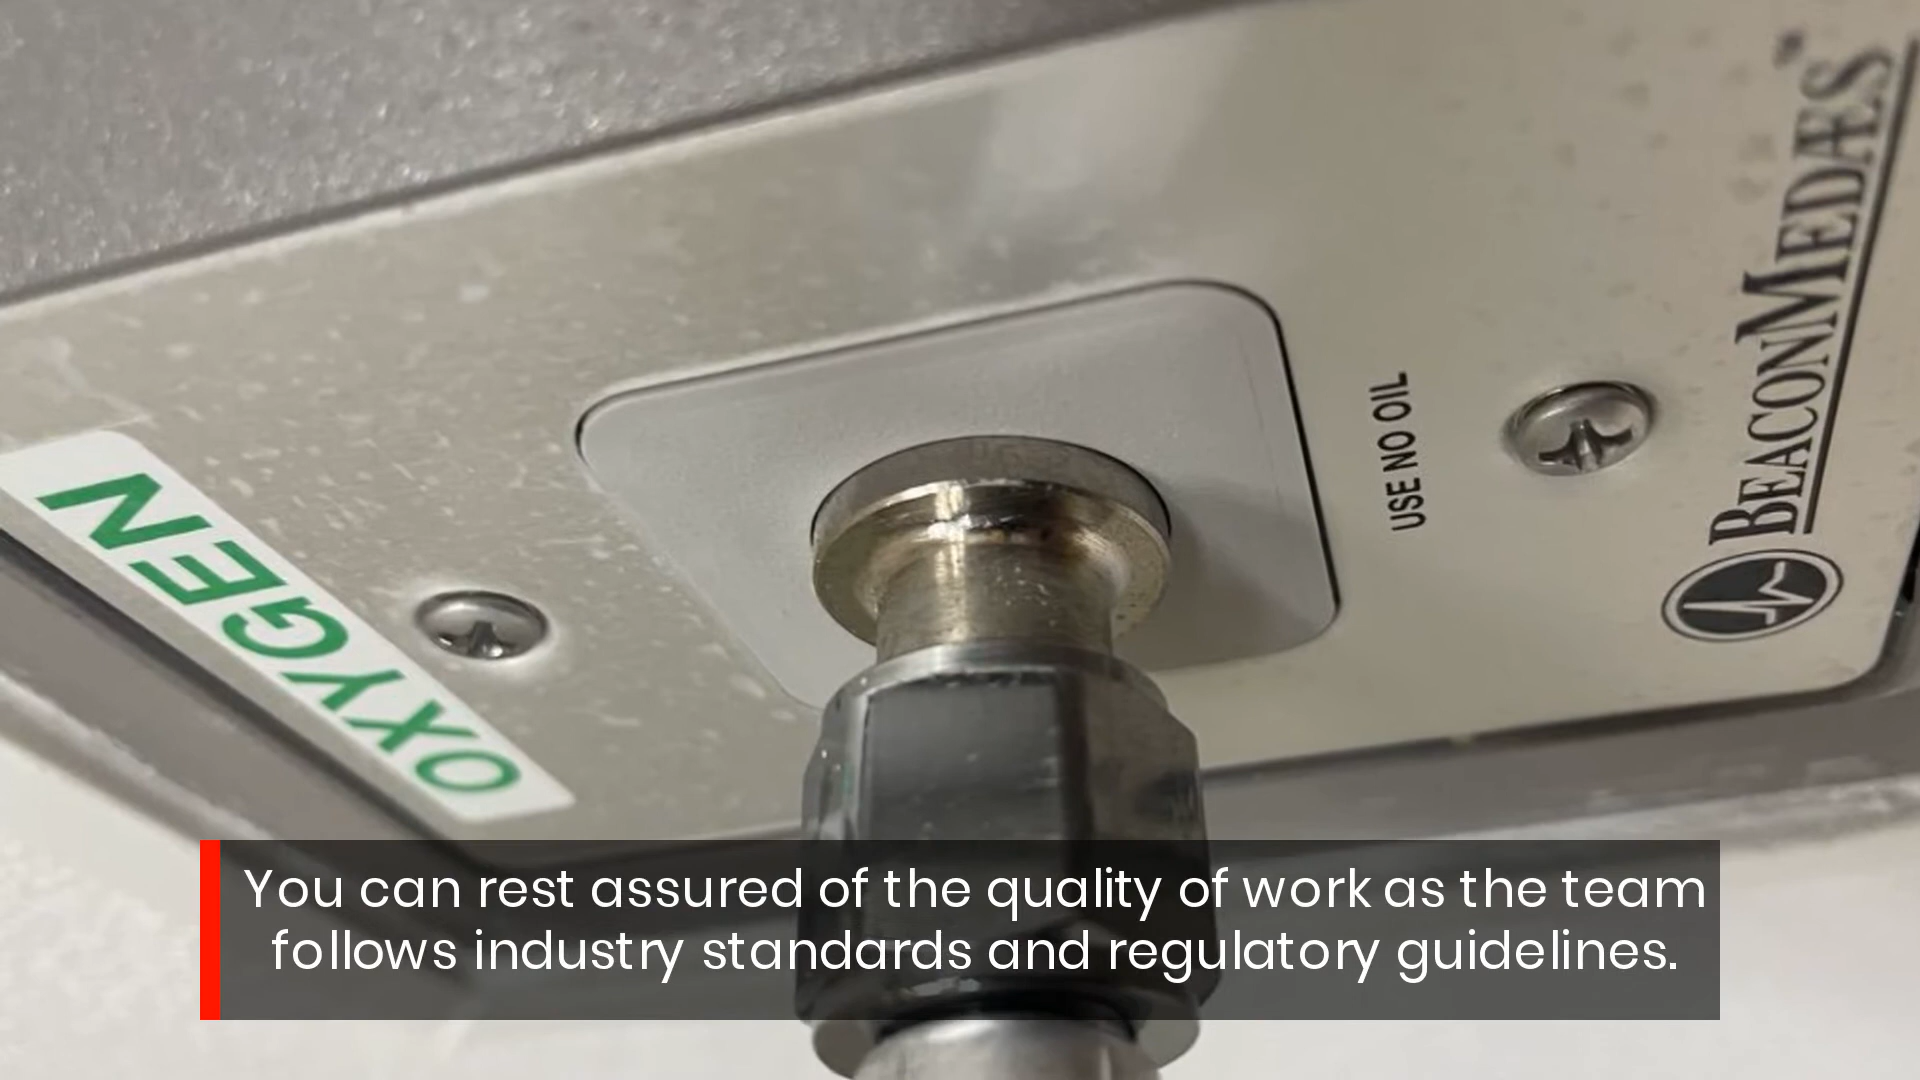 OXYGEN
USE NO OIL
BEACONMEDÆS™
You can rest assured of the quality of work as the team
follows industry standards and regulatory guidelines.